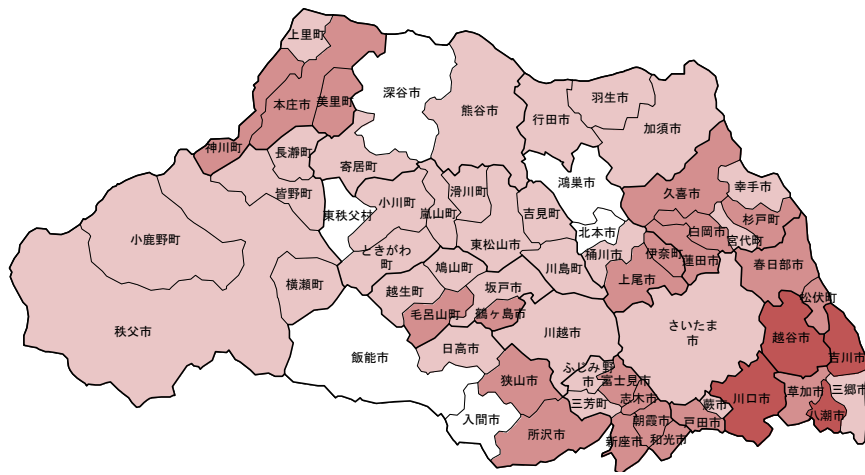 上里町
本庄市
美里町
神川町
深谷市
熊谷市
行田市
羽生市
加須市
長瀞町
寄居町
皆野町
小鹿野町
秩父市
横瀬町
東秩父村
小川町
嵐山町
滑川町
東松山市
吉見町
鴻巣市
北本市
桶川市
久喜市
幸手市
杉戸町
白岡市
宮代町
伊奈町
蓮田市
上尾市
春日部市
松伏町
ときがわ
町
鳩山町
川島町
越生町
坂戸市
毛呂山町
鶴ヶ島市
日高市
川越市
さいたま
市
越谷市
吉川市
飯能市
狭山市
入間市
所沢市
ふじみ野
市
富士見市
三芳町
志木市
朝霞市
新座市
和光市
戸田市
蕨市
川口市
草加市
八潮市
三郷市